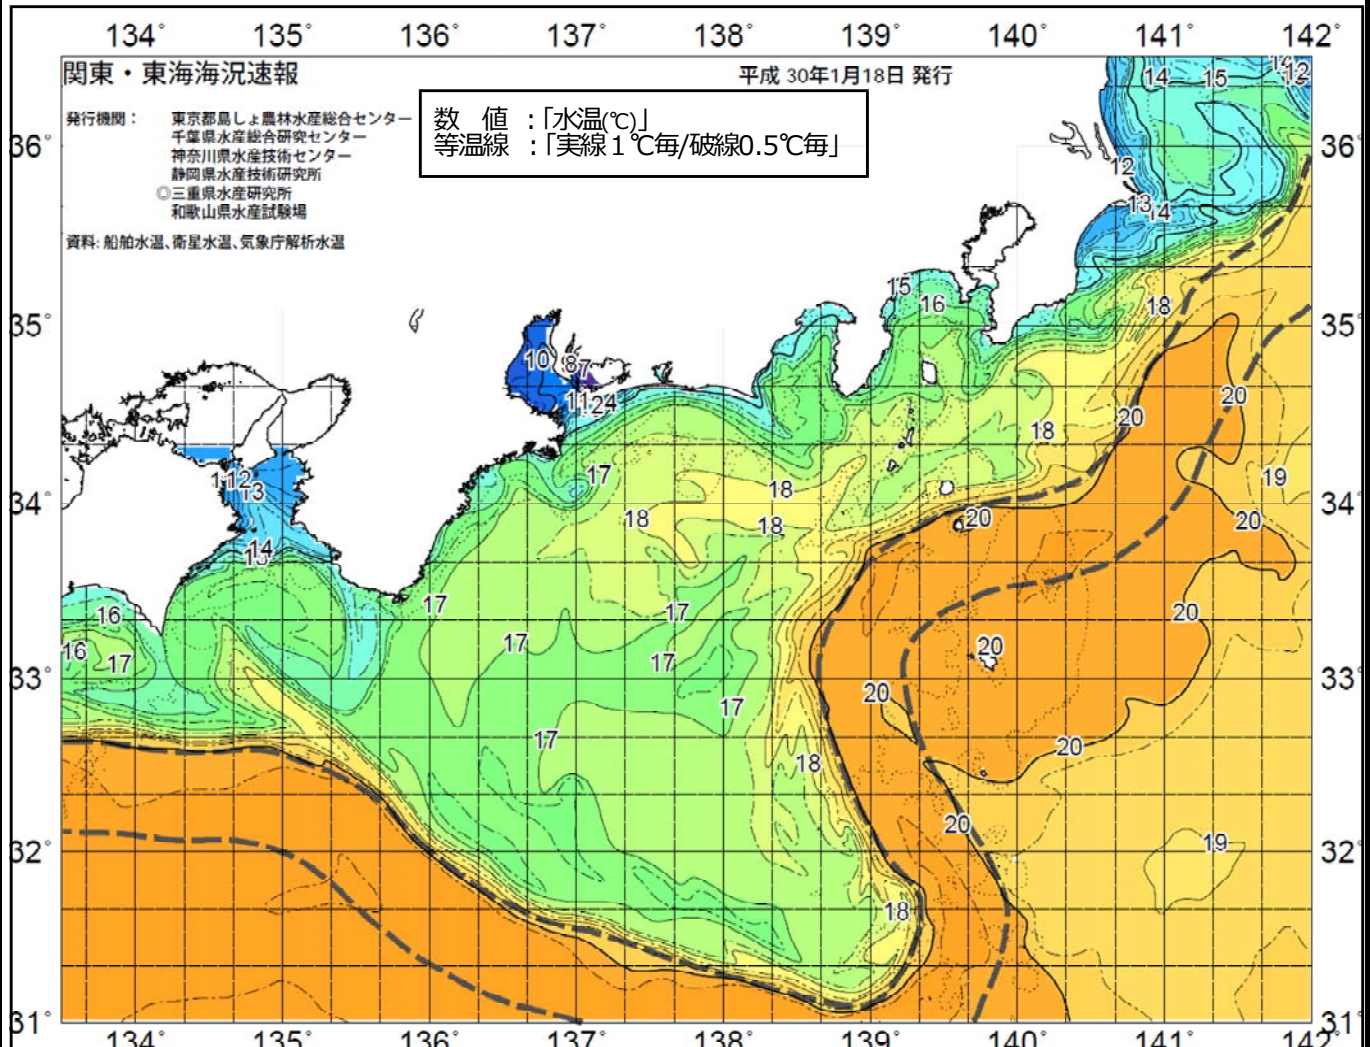 134° 135° 136° 137° 138° 139° 140° 141° 142°
関東・東海海況速報
平成 30年1月18日 発行
発行機関： 東京都島しょ農林水産総合センター
千葉県水産総合研究センター
神奈川県水産技術センター
静岡県水産技術研究所
◎三重県水産研究所
和歌山県水産試験場
資料: 船舶水温、衛星水温、気象庁解析水温
数　値　:「水温(℃)」
等温線　:「実線１℃毎/破線0.5℃毎」
14 15 12
36° 36°
12
13 14
15 16 18
35° 35°
10 8 7
11 12 4
20 20
18
17 18 19
12 13
34° 34°
18 18 20 20
14
17 17 20
16
16 17 17 17 20
33° 33°
17 20 20
17 18 20
20 19
32° 32°
18
31° 31°
134° 135° 136° 137° 138° 139° 140° 141° 142°